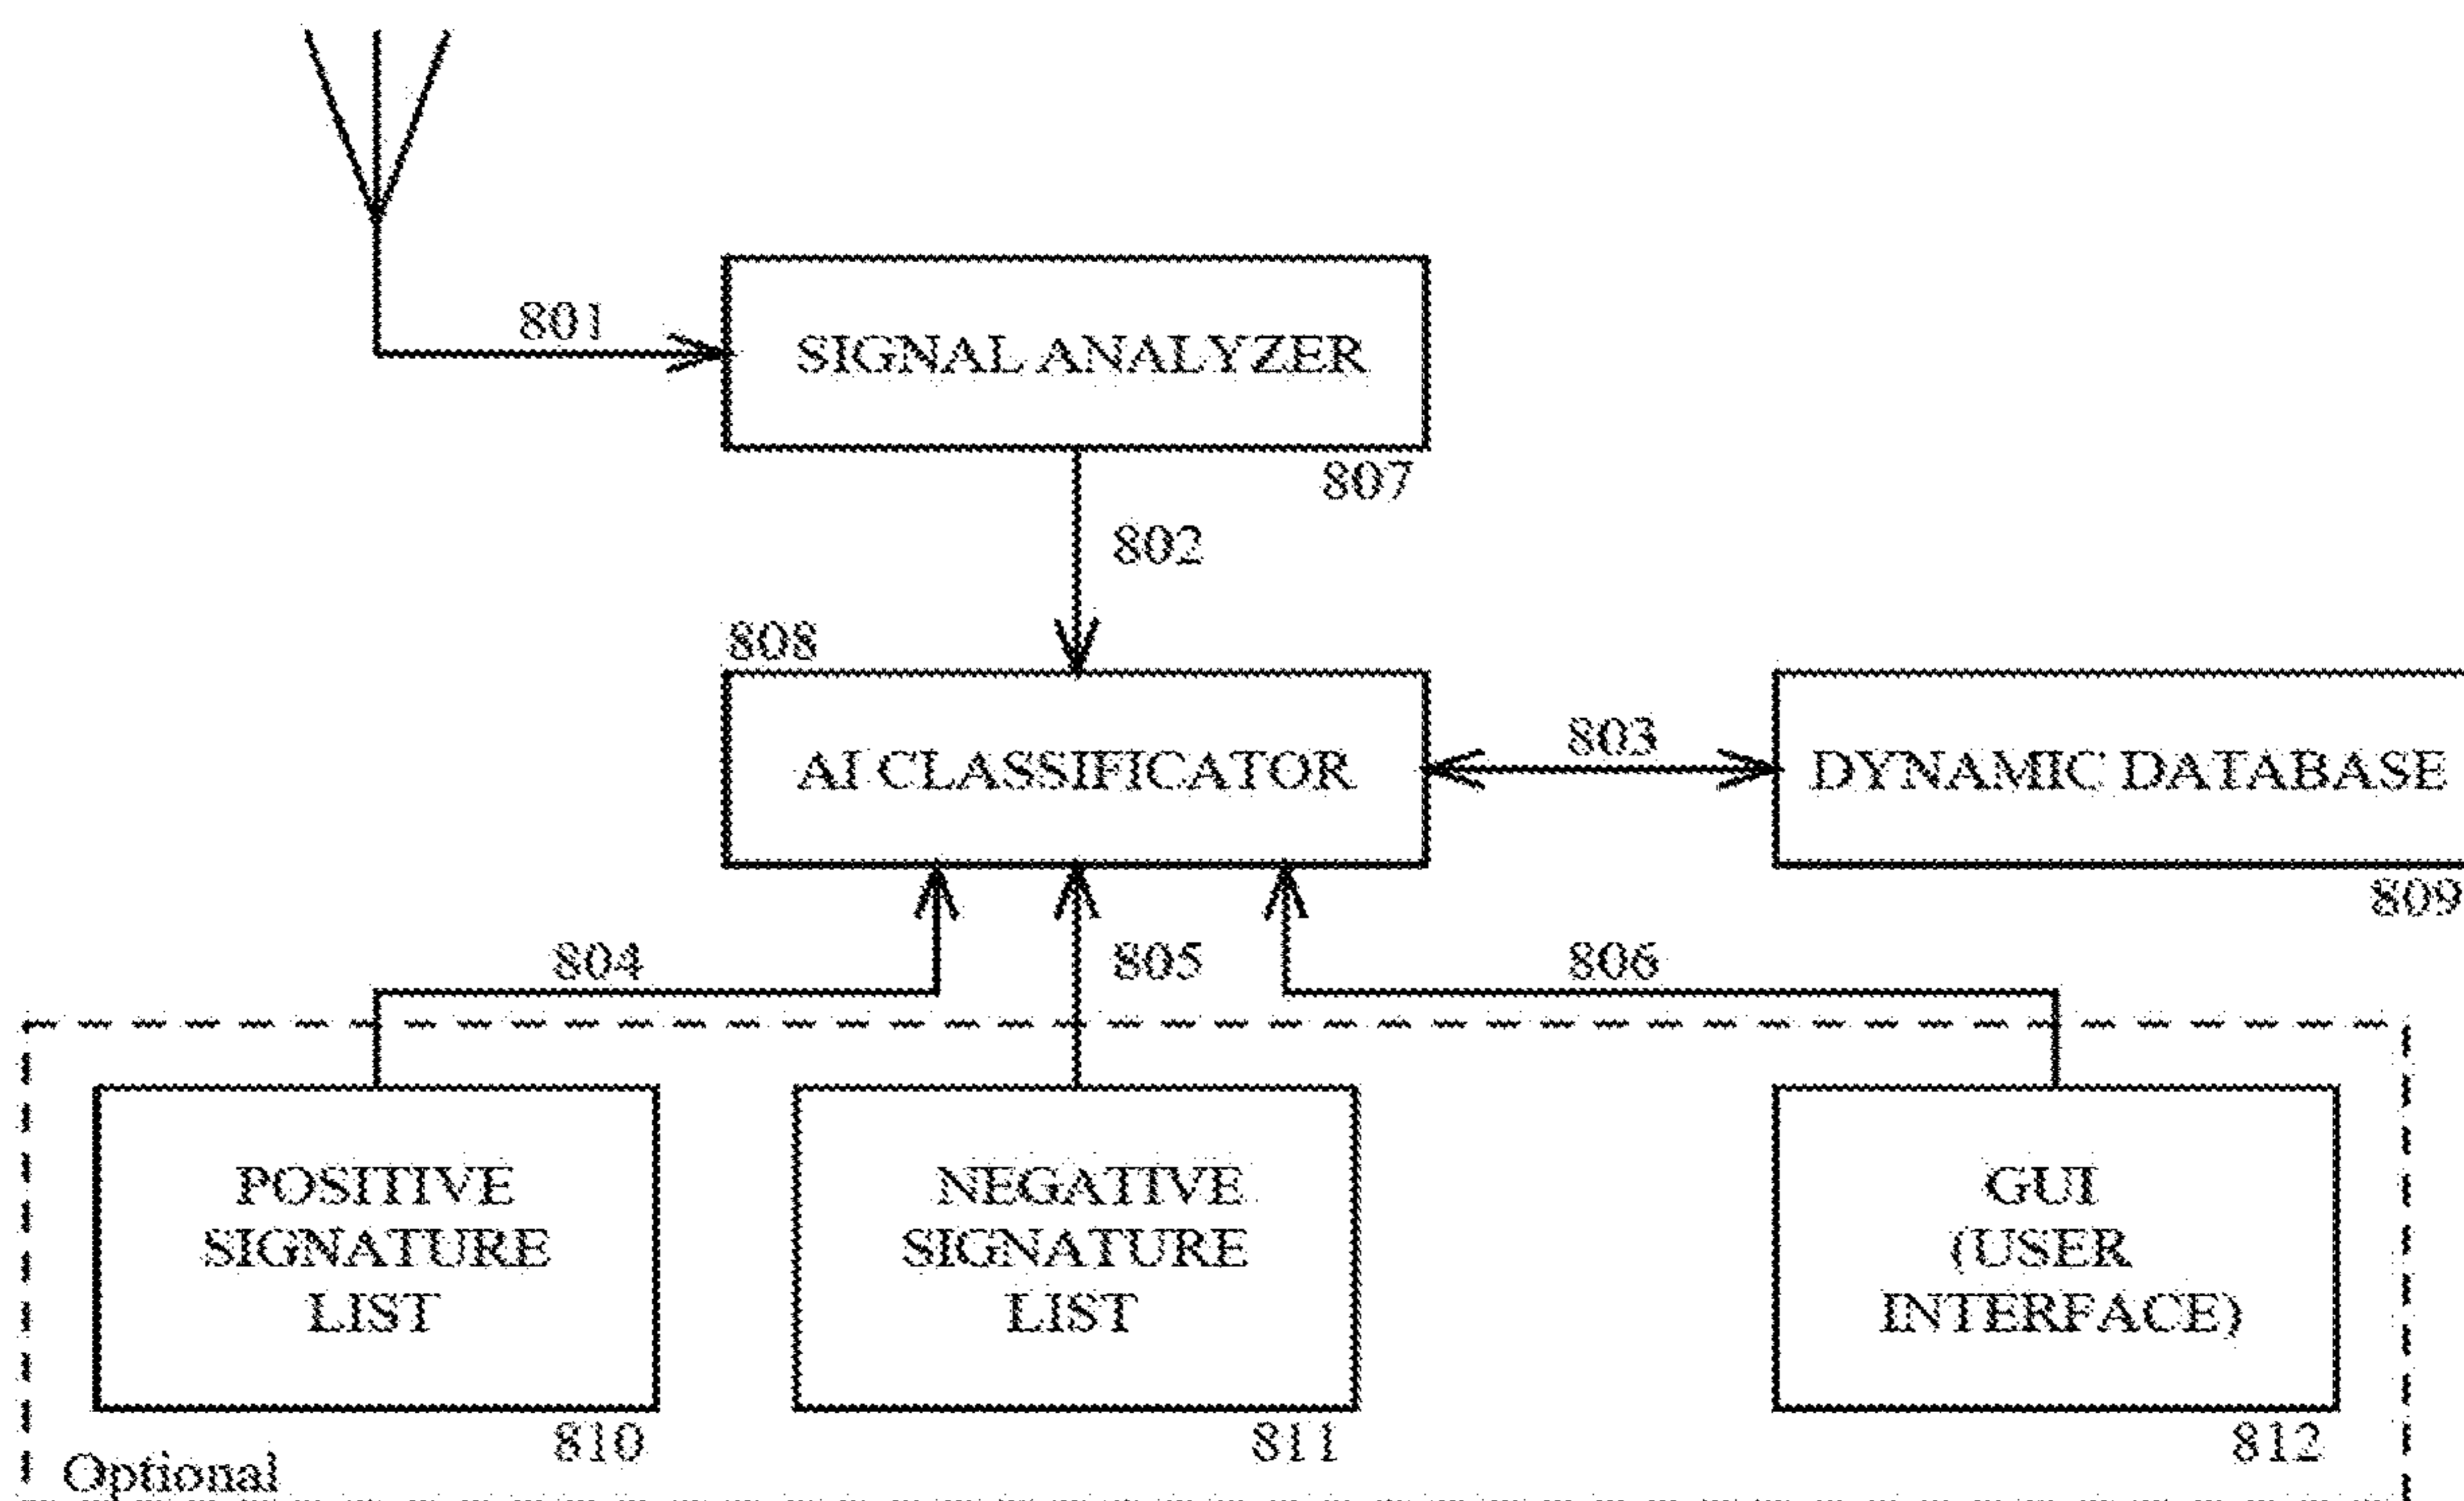 801
SIGNAL ANALYZER
807
802
808
AI CLASSIFICATOR
803
DYNAMIC DATABASE
809
804
805
806
POSITIVE
SIGNATURE
LIST
810
NEGATIVE
SIGNATURE
LIST
811
GUI
(USER
INTERFACE)
812
Optional